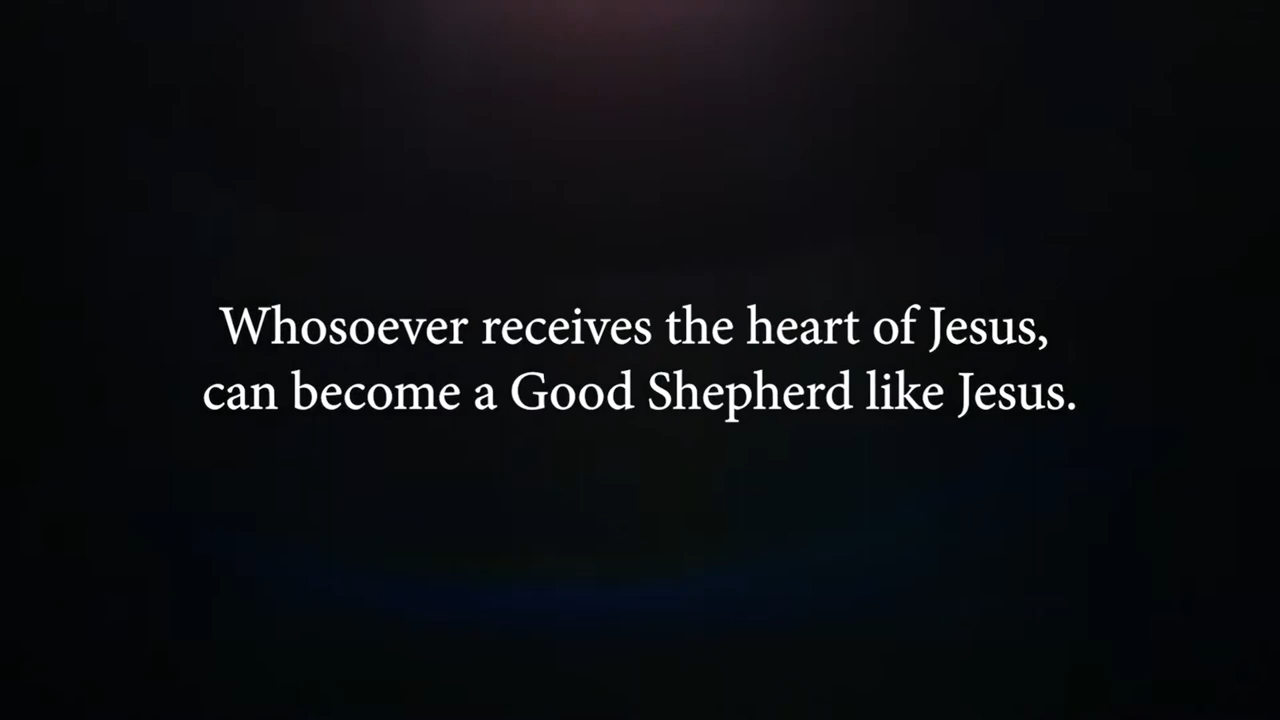 Whosoever receives the heart of Jesus,
can become a Good Shepherd like Jesus.